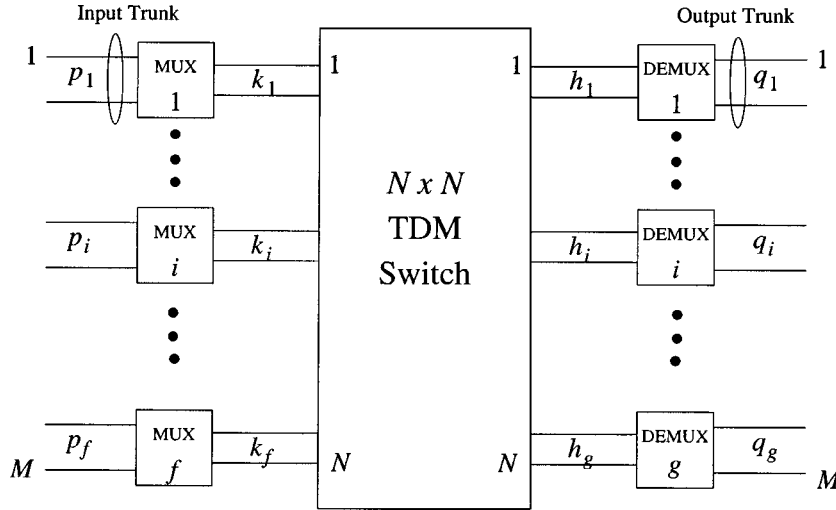 Input Trunk
Output Trunk
1
p1
MUX
1
k1
1
1
h1
DEMUX
1
q1
1
N x N
TDM
Switch
pi
MUX
i
ki
hi
DEMUX
i
qi
M
pf
MUX
f
kf
N
N
hg
DEMUX
g
qg
M